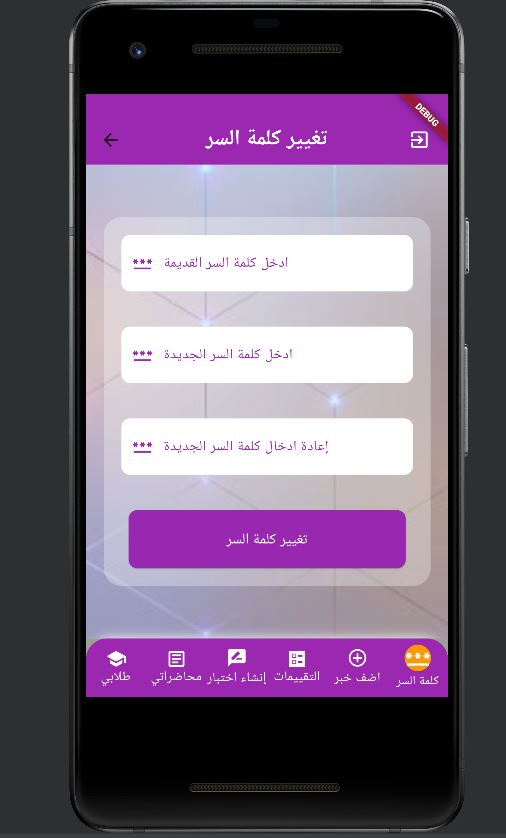 DEBUG
تغيير كلمة السر
ادخل كلمة السر القديمة
ادخل كلمة السر الجديدة
إعادة ادخال كلمة السر الجديدة
تغيير كلمة السر
كلمة السر
اضف خبر
التقييمات
إنشاء اختبار
محاضراتي
طلابي